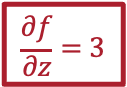 ∂f/∂z = 3